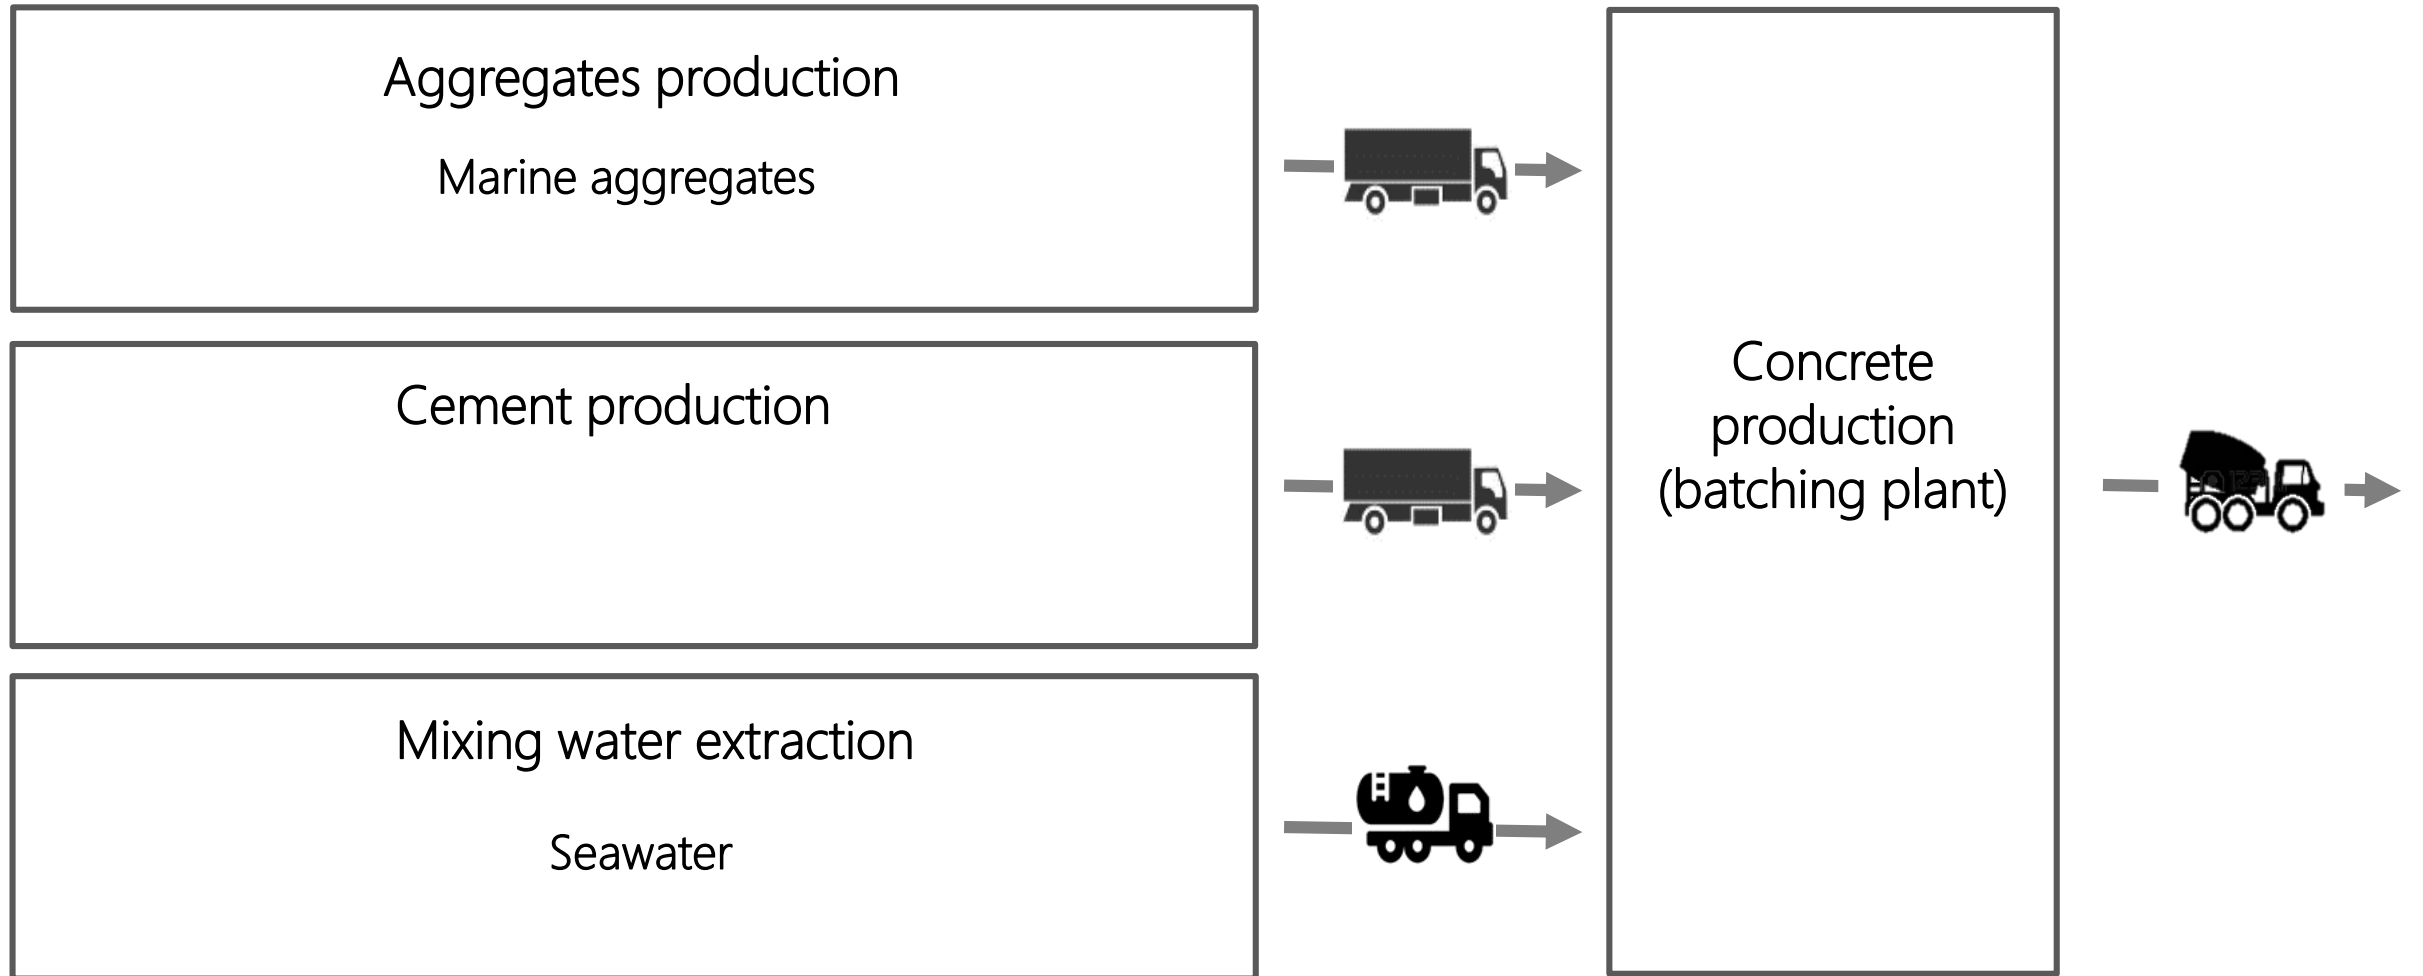 Aggregates production
Marine aggregates
Cement production
Mixing water extraction
Seawater
Concrete
production
(batching plant)